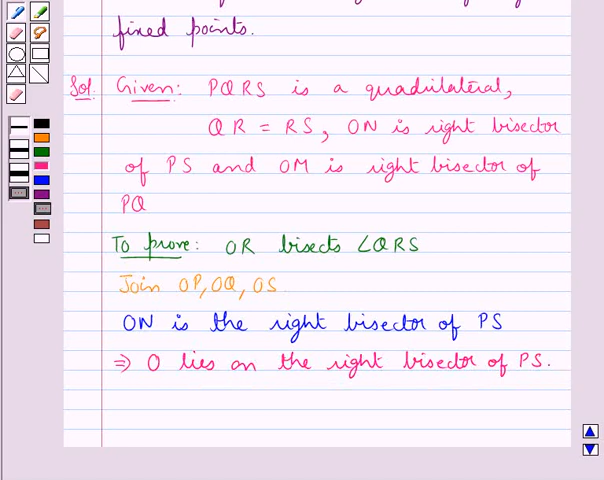 fixed points.
Sol. Given: PQRS is a quadrilateral,
QR = RS, ON is right bisector
of PS and OM is right bisector of
PQ
To prove: OR bisects ∠QRS
Join OP, OQ, OS
ON is the right bisector of PS
⇒ O lies on the right bisector of PS.